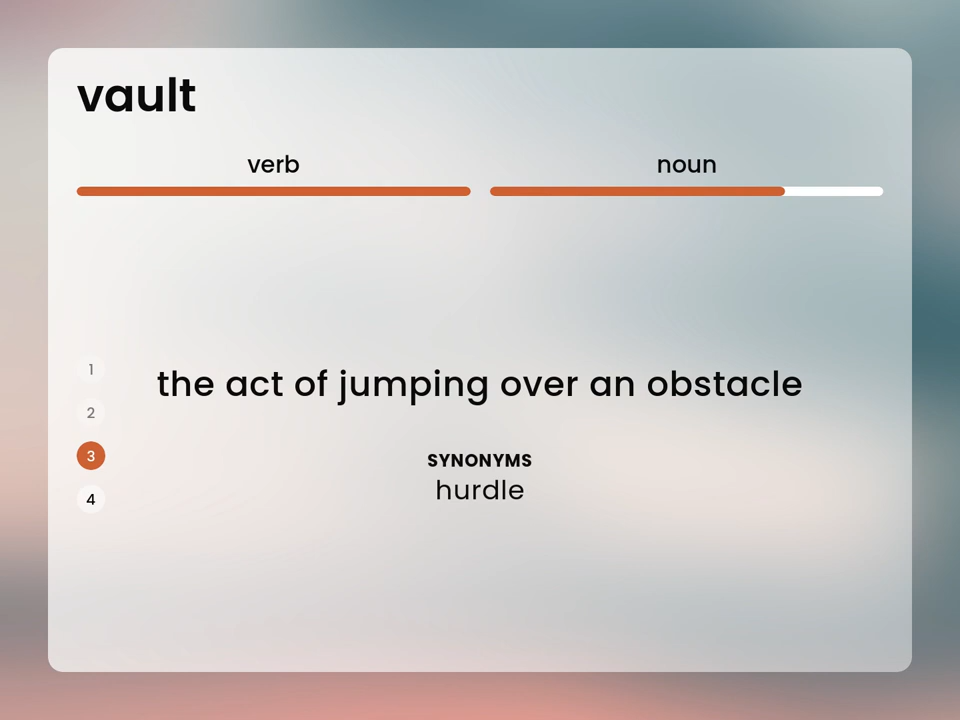 vault
verb
noun
1
2
3
4
the act of jumping over an obstacle
SYNONYMS
hurdle